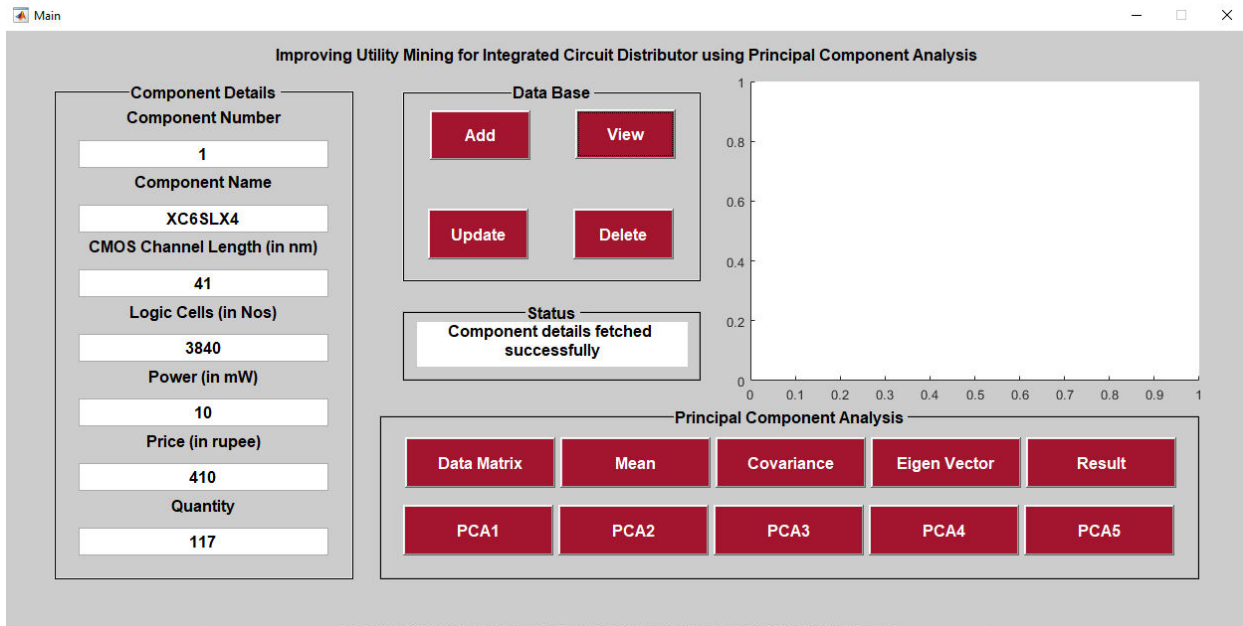 Main
Improving Utility Mining for Integrated Circuit Distributor using Principal Component Analysis
Component Details
Component Number
1
Component Name
XC6SLX4
CMOS Channel Length (in nm)
41
Logic Cells (in Nos)
3840
Power (in mW)
10
Price (in rupee)
410
Quantity
117
Data Base
Add
View
Update
Delete
Status
Component details fetched
successfully
1
0.8
0.6
0.4
0.2
0
0 0.1 0.2 0.3 0.4 0.5 0.6 0.7 0.8 0.9 1
Principal Component Analysis
Data Matrix
Mean
Covariance
Eigen Vector
Result
PCA1
PCA2
PCA3
PCA4
PCA5